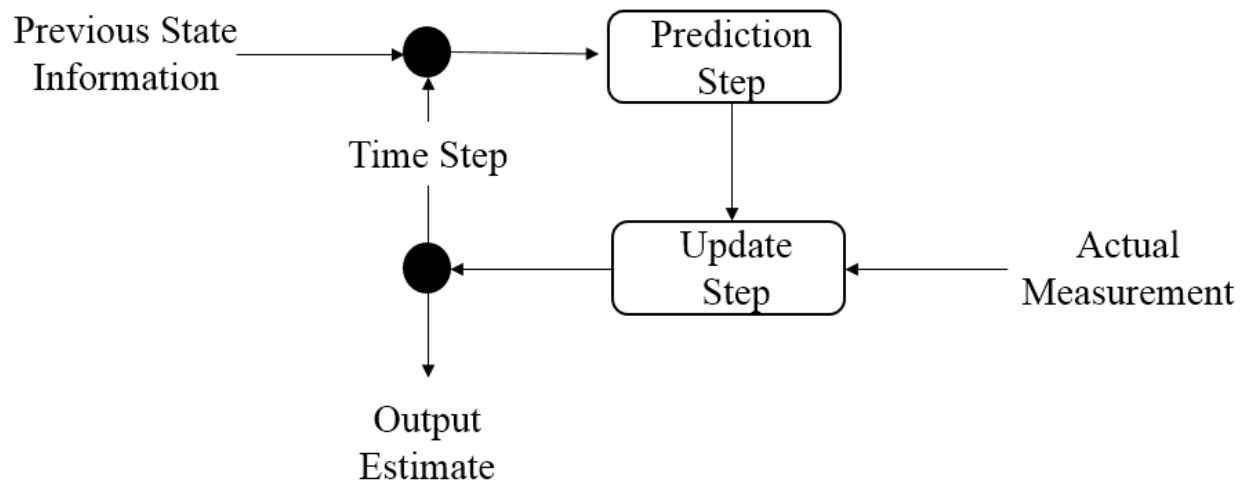 Previous State
Information
Prediction
Step
Time Step
Update
Step
Actual
Measurement
Output
Estimate